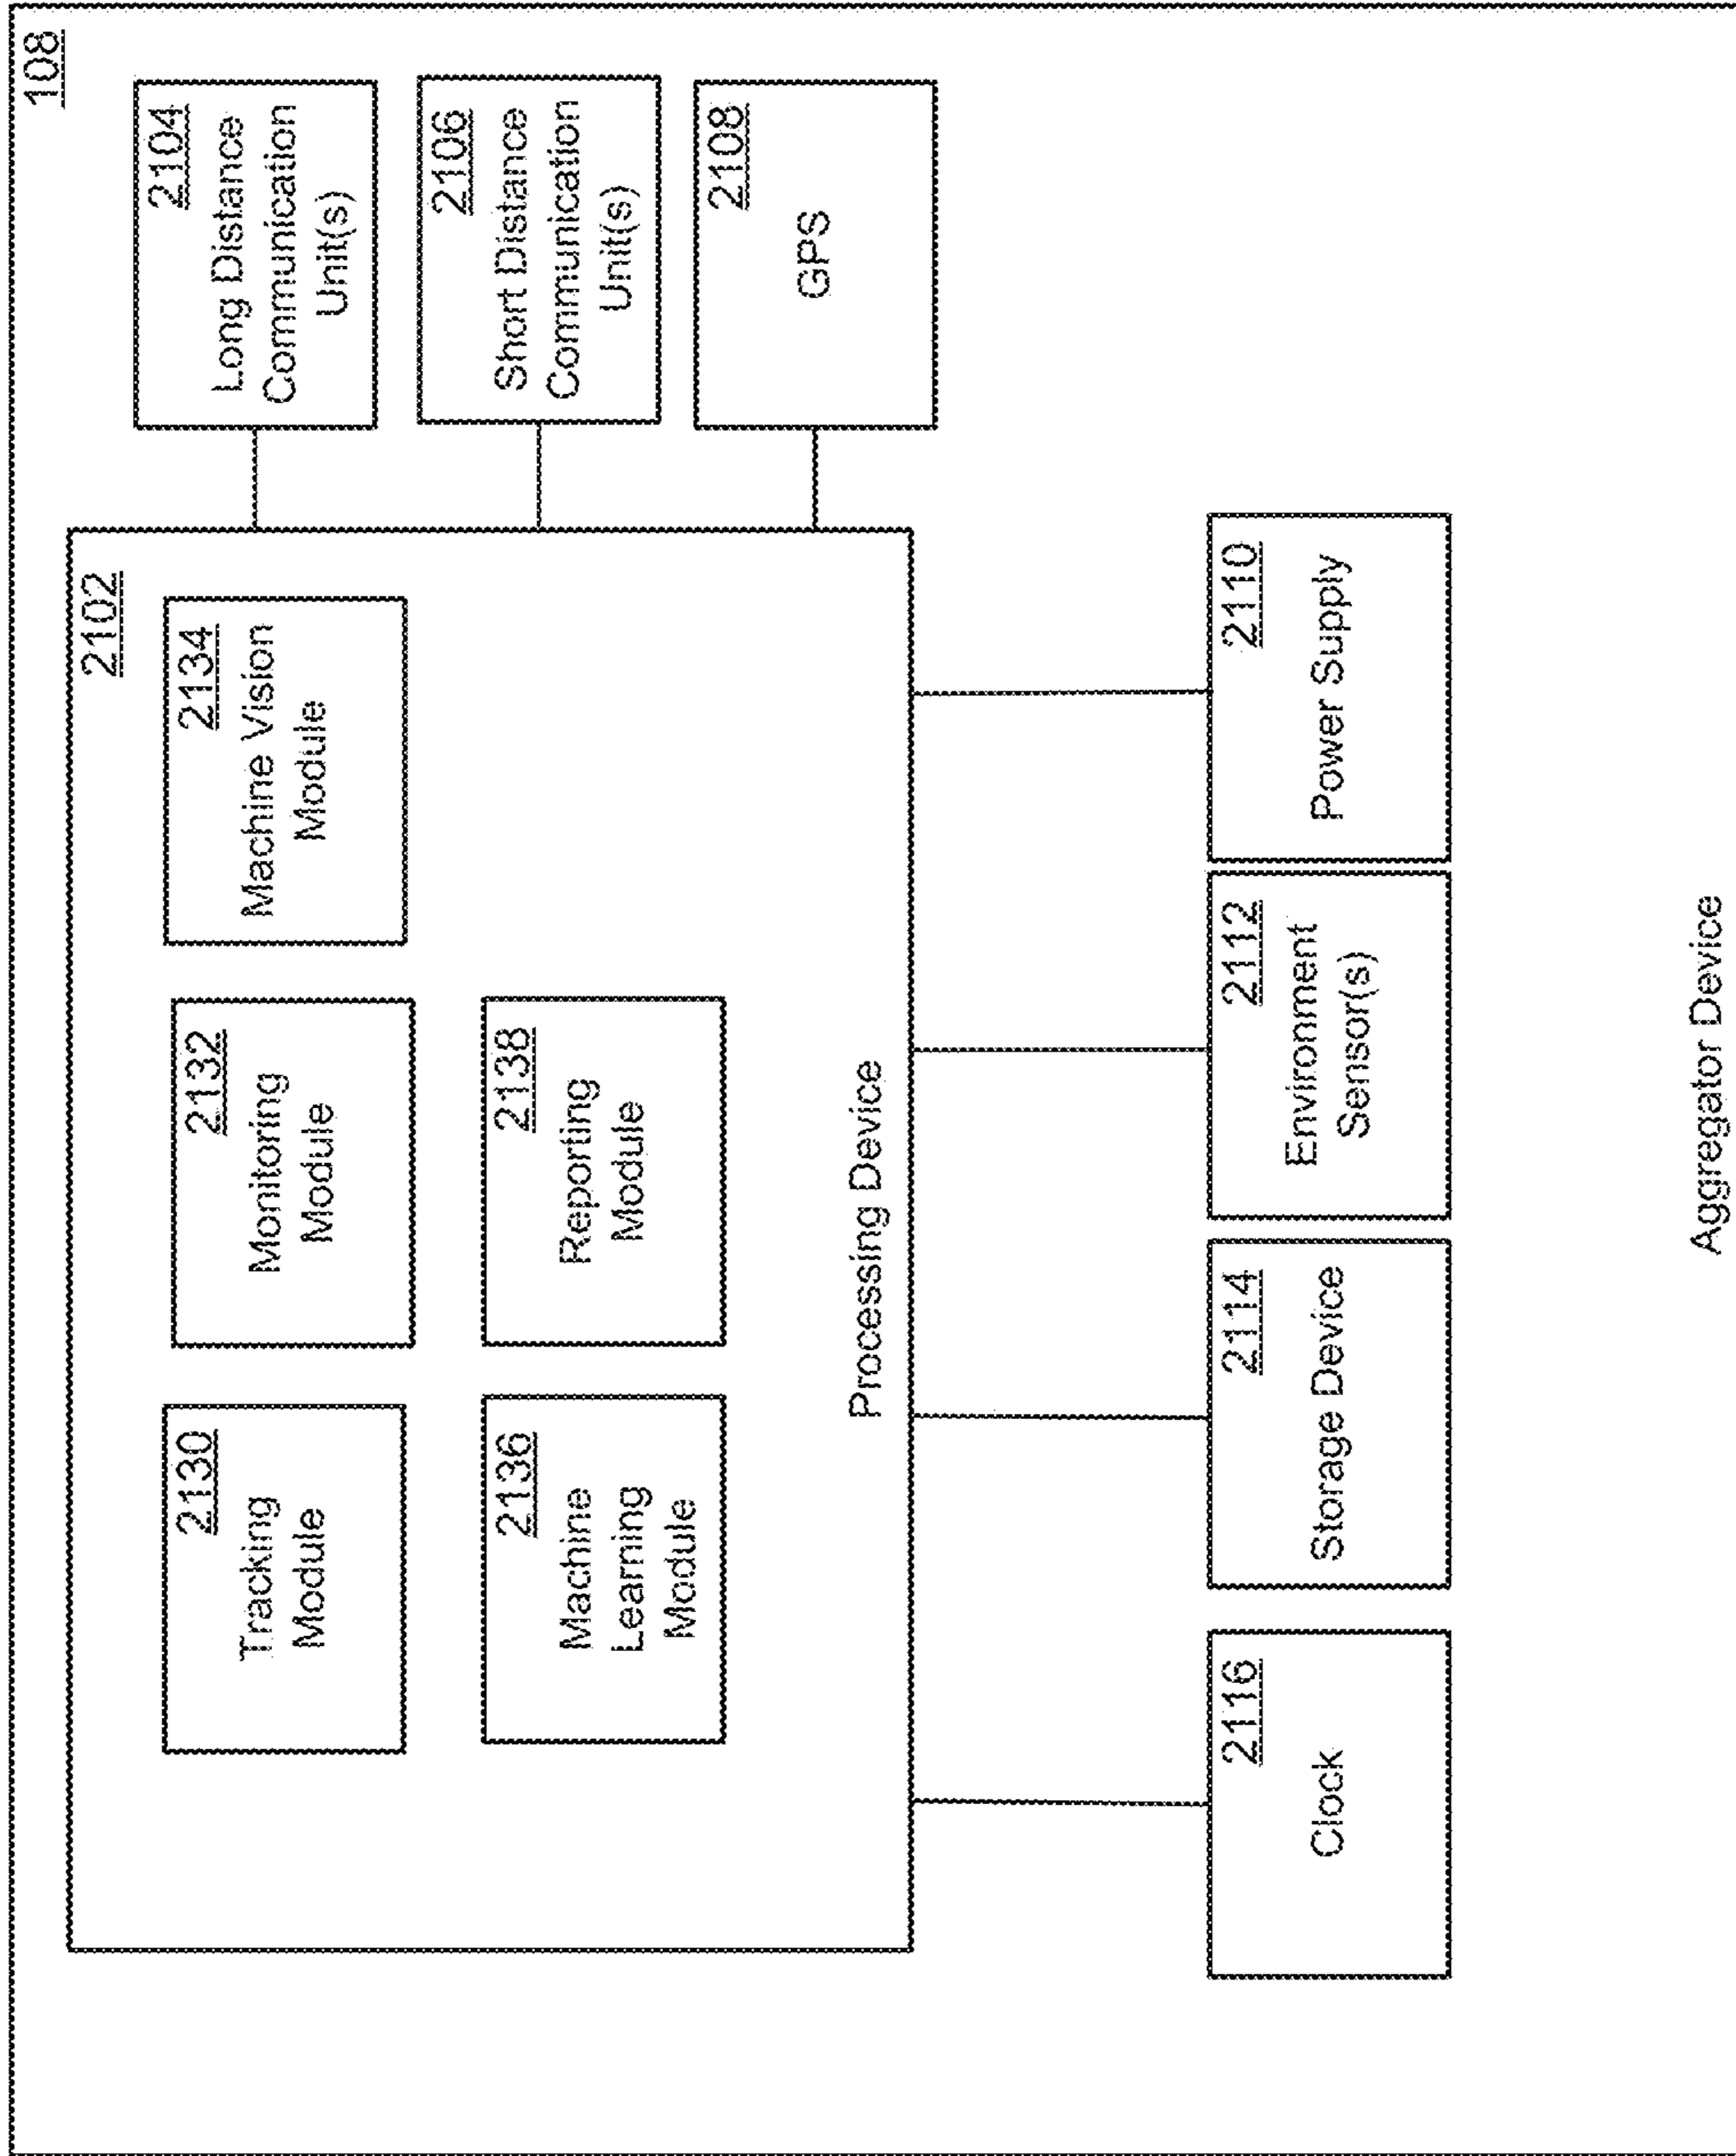 108
2102
2130
Tracking
Module
2132
Monitoring
Module
2134
Machine Vision
Module
2136
Machine
Learning
Module
2138
Reporting
Module
Processing Device
2104
Long Distance
Communication
Unit(s)
2106
Short Distance
Communication
Unit(s)
2108
GPS
2116
Clock
2114
Storage Device
2112
Environment
Sensor(s)
2110
Power Supply
Aggregator Device